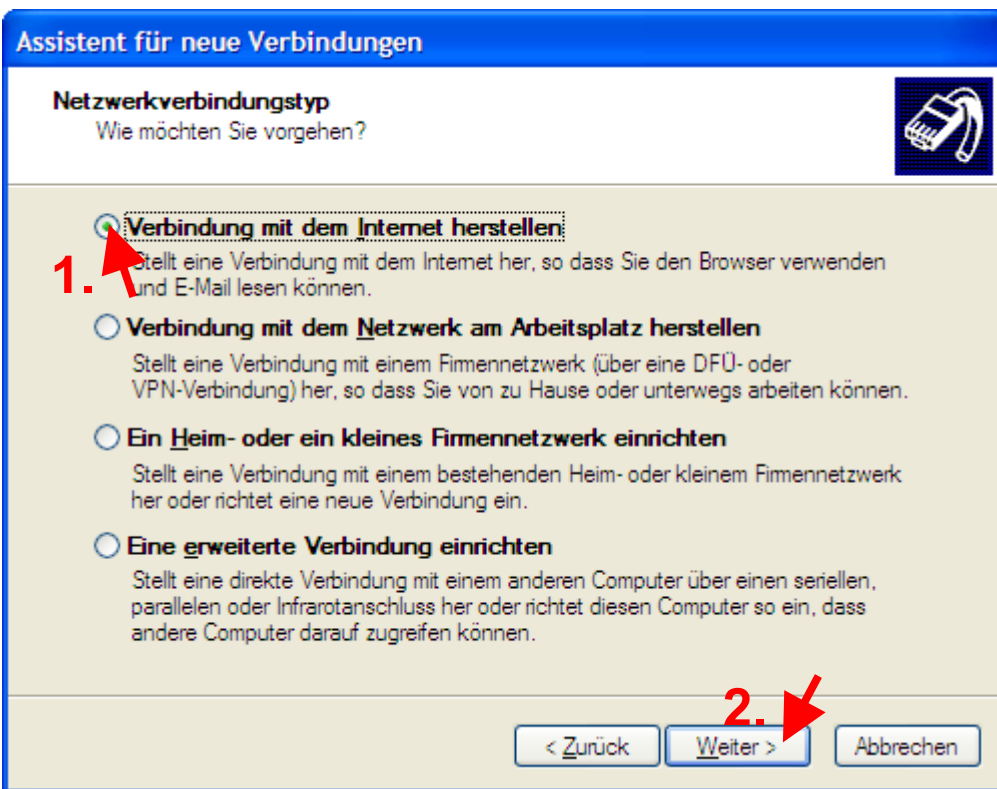 Assistent für neue Verbindungen
Netzwerkverbindungstyp
Wie möchten Sie vorgehen?
Verbindung mit dem Internet herstellen
1.
Stellt eine Verbindung mit dem Internet her, so dass Sie den Browser verwenden
und E-Mail lesen können.
Verbindung mit dem Netzwerk am Arbeitsplatz herstellen
Stellt eine Verbindung mit einem Firmennetzwerk (über eine DFÜ- oder
VPN-Verbindung) her, so dass Sie von zu Hause oder unterwegs arbeiten können.
Ein Heim- oder ein kleines Firmennetzwerk einrichten
Stellt eine Verbindung mit einem bestehenden Heim- oder kleinem Firmennetzwerk
her oder richtet eine neue Verbindung ein.
Eine erweiterte Verbindung einrichten
Stellt eine direkte Verbindung mit einem anderen Computer über einen seriellen,
parallelen oder Infrarotanschluss her oder richtet diesen Computer so ein, dass
andere Computer darauf zugreifen können.
2.
< Zurück Weiter > Abbrechen